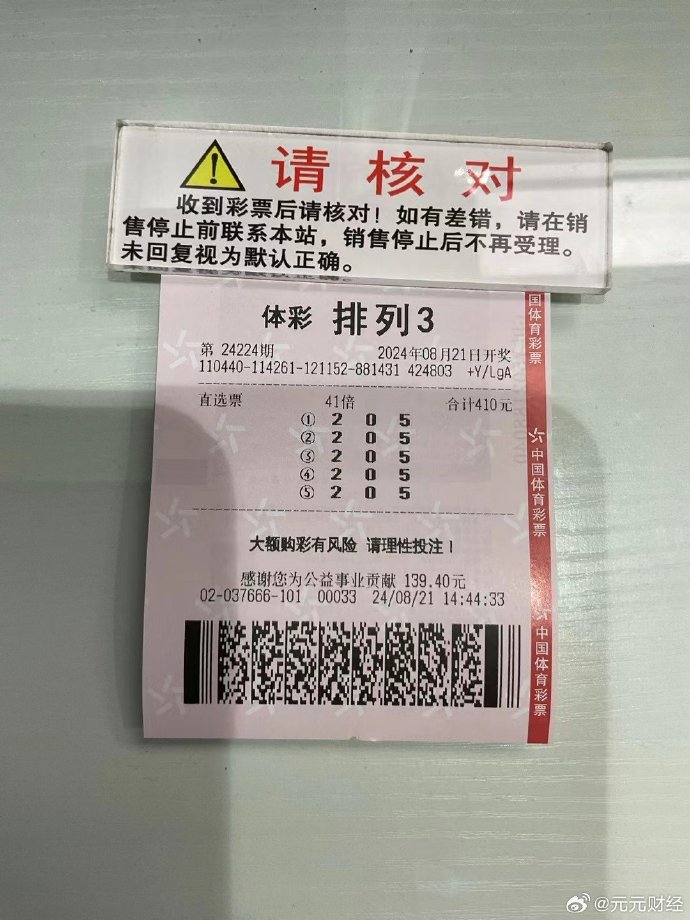 请核对
收到彩票后请核对！如有差错，请在销
售停止前联系本站，销售停止后不再受理。
未回复视为默认正确。
体彩 排列3
第 24224期 2024年08月21日开奖
110440-114261-121152-881431 424803 +Y/LgA
直选票 41倍 合计410元
① 2 0 5
② 2 0 5
③ 2 0 5
④ 2 0 5
⑤ 2 0 5
大额购彩有风险 请理性投注！
感谢您为公益事业贡献 139.40元
02-037666-101 00033 24/08/21 14:44:33
国体育彩票
中国体育彩票
中国体育彩票
@元元财经